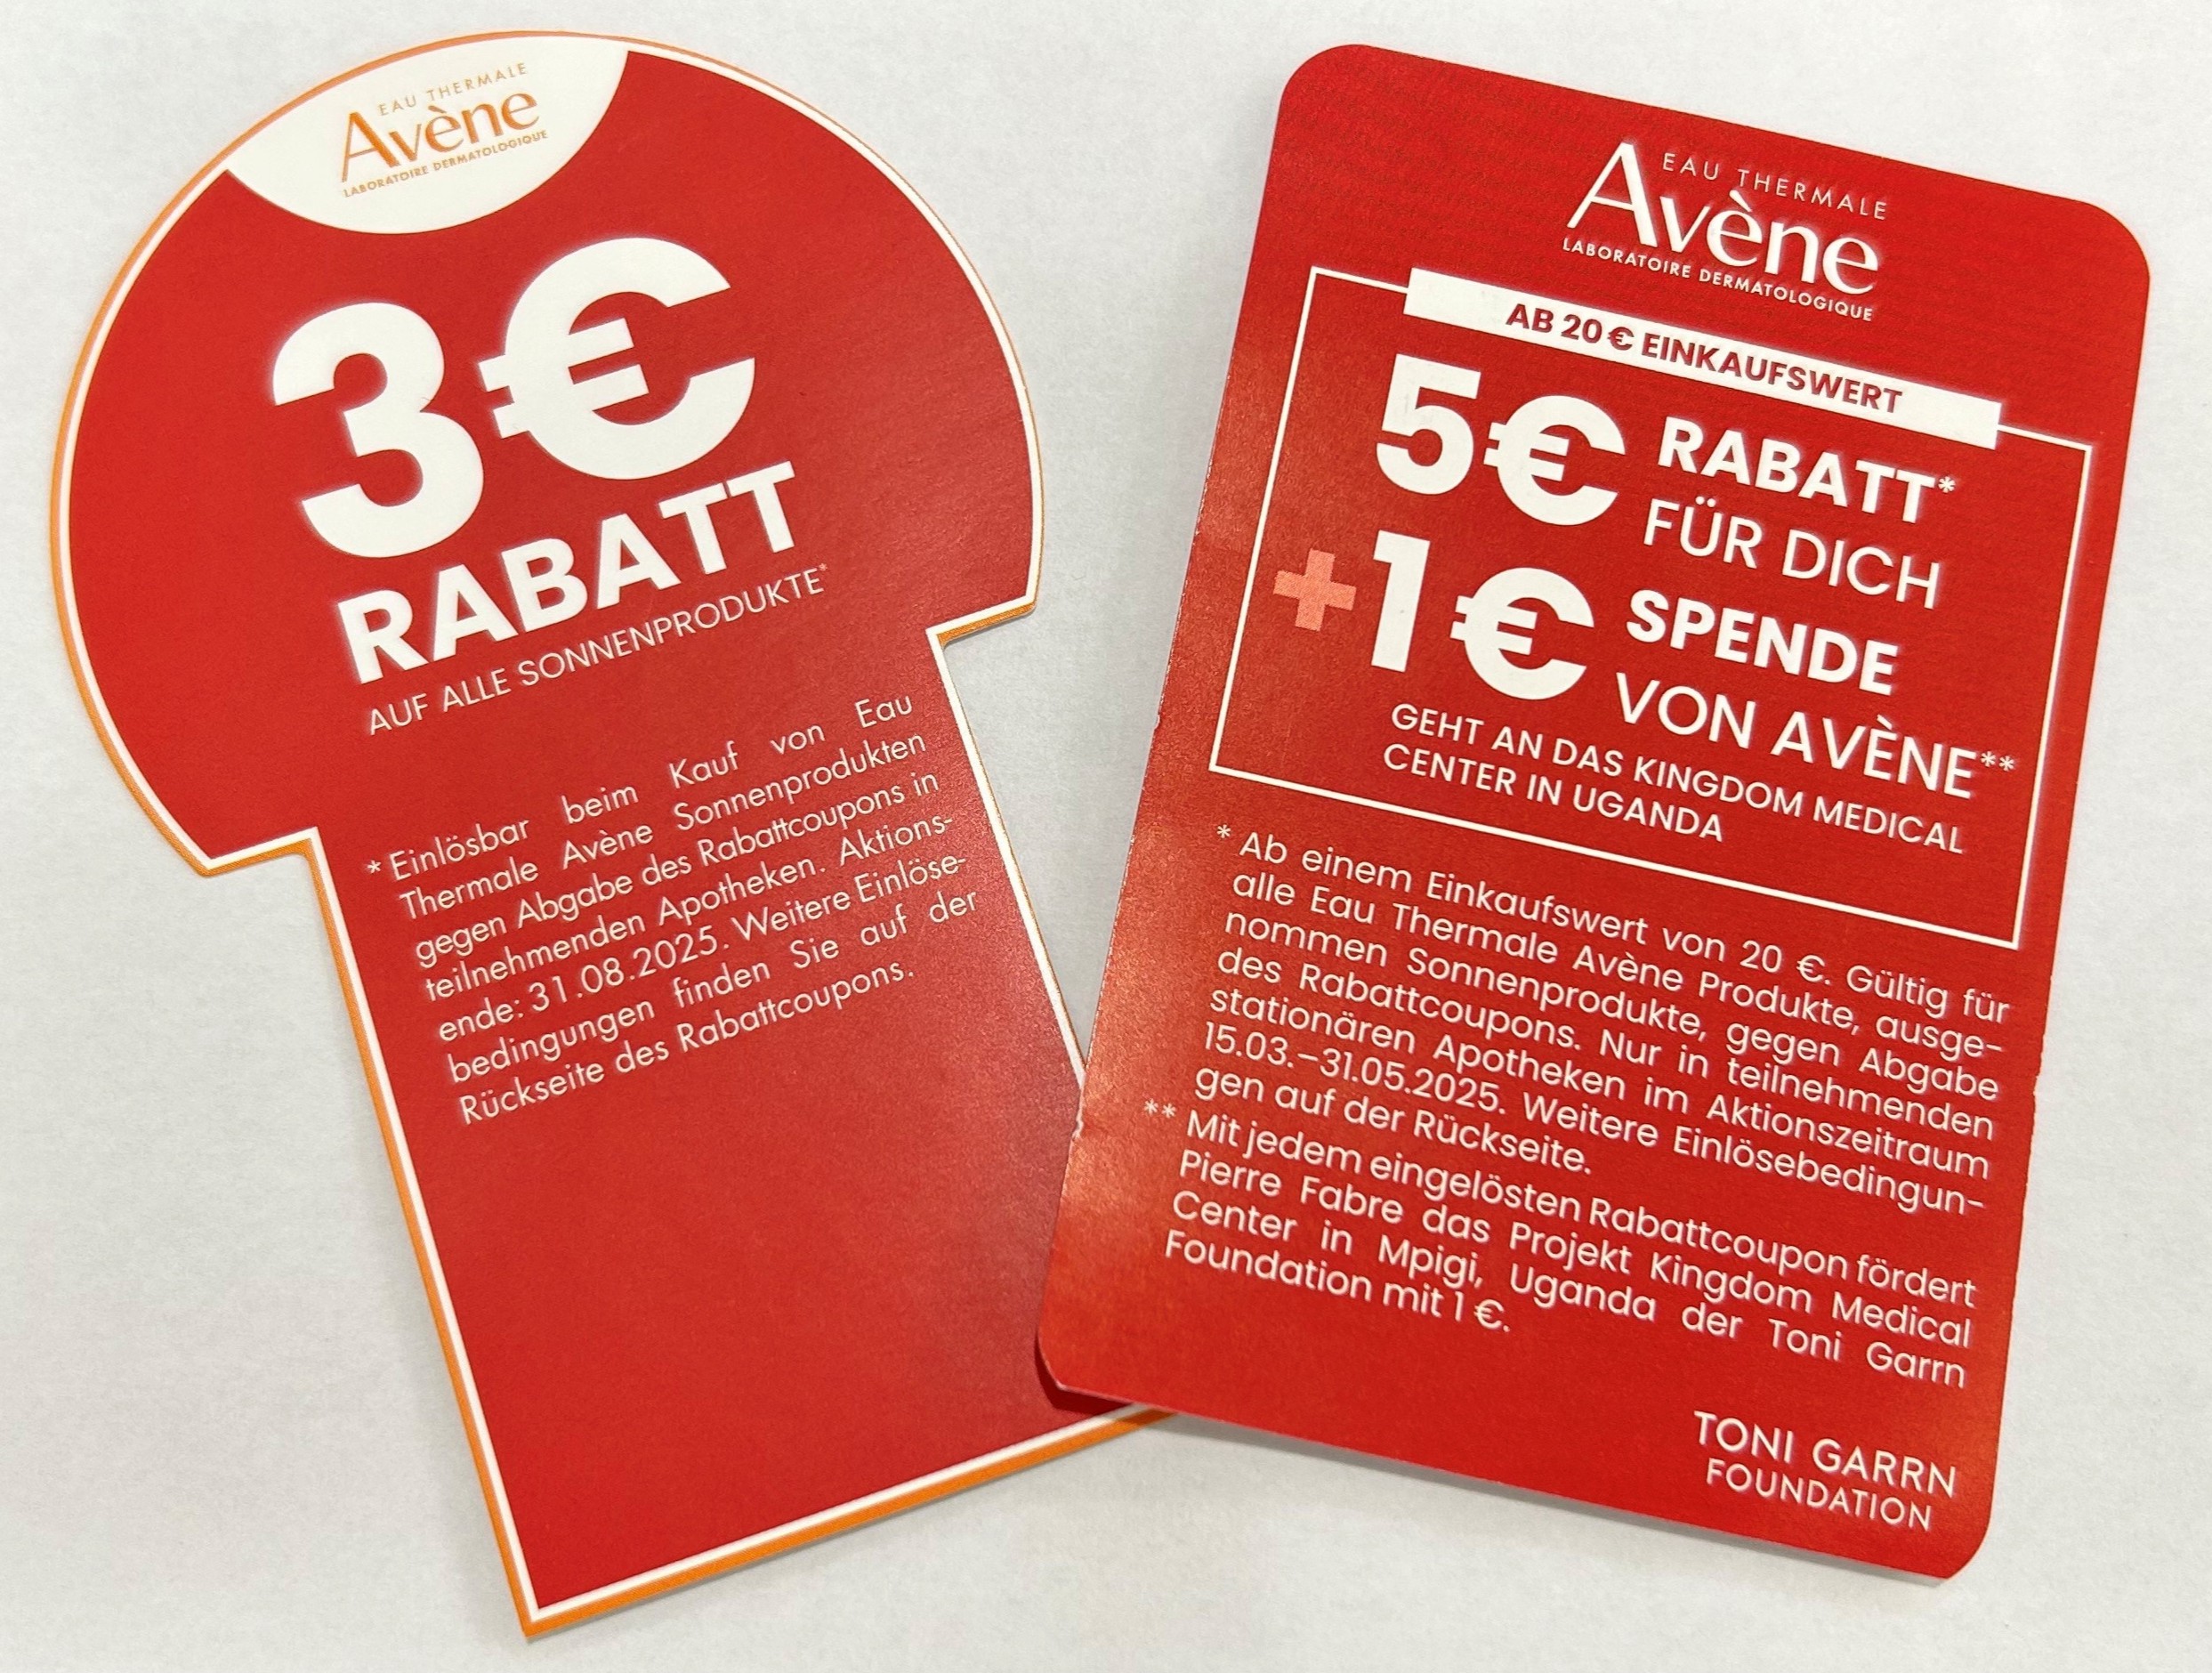 EAU THERMALE
Avène
LABORATOIRE DERMATOLOGIQUE
3€
RABATT
AUF ALLE SONNENPRODUKTE*
* Einlösbar beim Kauf von Eau
Thermale Avène Sonnenprodukten
gegen Abgabe des Rabattcoupons in
teilnehmenden Apotheken. Aktions-
ende: 31.08.2025. Weitere Einlöse-
bedingungen finden Sie auf der
Rückseite des Rabattcoupons.
EAU THERMALE
Avène
LABORATOIRE DERMATOLOGIQUE
AB 20 € EINKAUFSWERT
5€ RABATT*
FÜR DICH
+1€ SPENDE
VON AVÈNE**
GEHT AN DAS KINGDOM MEDICAL
CENTER IN UGANDA
* Ab einem Einkaufswert von 20 €. Gültig für
alle Eau Thermale Avène Produkte, ausge-
nommen Sonnenprodukte, gegen Abgabe
des Rabattcoupons. Nur in teilnehmenden
stationären Apotheken im Aktionszeitraum
15.03.–31.05.2025. Weitere Einlösebedingun-
gen auf der Rückseite.
** Mit jedem eingelösten Rabattcoupon fördert
Pierre Fabre das Projekt Kingdom Medical
Center in Mpigi, Uganda der Toni Garrn
Foundation mit 1 €.
TONI GARRN
FOUNDATION